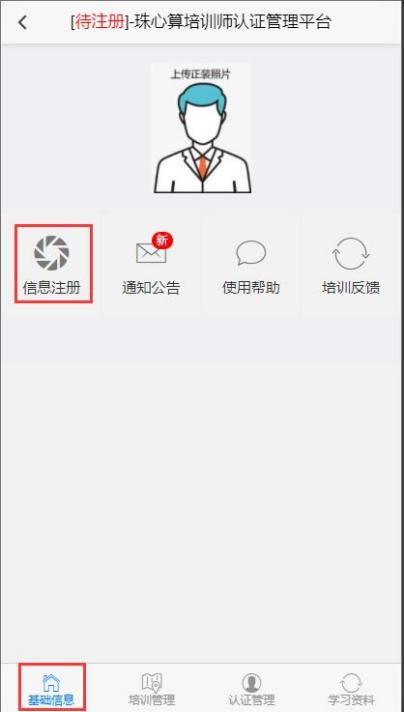 [待注册]-珠心算培训师认证管理平台
上传正装照片
新
信息注册 通知公告 使用帮助 培训反馈
基础信息 培训管理 认证管理 学习资料